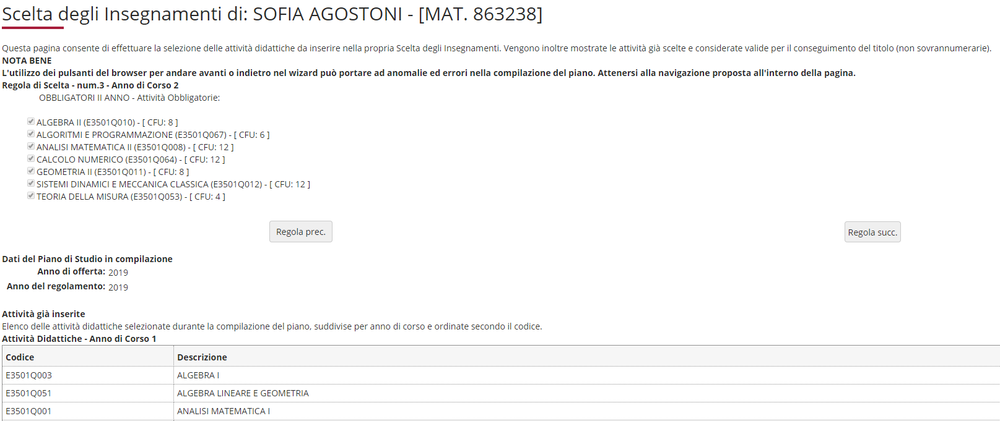 Scelta degli Insegnamenti di: SOFIA AGOSTONI - [MAT. 863238]
Questa pagina consente di effettuare la selezione delle attività didattiche da inserire nella propria Scelta degli Insegnamenti. Vengono inoltre mostrate le attività già scelte e considerate valide per il conseguimento del titolo (non sovrannumerarie).
NOTA BENE
L'utilizzo dei pulsanti del browser per andare avanti o indietro nel wizard può portare ad anomalie ed errori nella compilazione del piano. Attenersi alla navigazione proposta all'interno della pagina.
Regola di Scelta - num.3 - Anno di Corso 2
OBBLIGATORI II ANNO - Attività Obbligatorie:
ALGEBRA II (E3501Q010) - [ CFU: 8 ]
ALGORITMI E PROGRAMMAZIONE (E3501Q067) - [ CFU: 6 ]
ANALISI MATEMATICA II (E3501Q008) - [ CFU: 12 ]
CALCOLO NUMERICO (E3501Q064) - [ CFU: 12 ]
GEOMETRIA II (E3501Q011) - [ CFU: 8 ]
SISTEMI DINAMICI E MECCANICA CLASSICA (E3501Q012) - [ CFU: 12 ]
TEORIA DELLA MISURA (E3501Q053) - [ CFU: 4 ]
Regola prec. Regola succ.
Dati del Piano di Studio in compilazione
Anno di offerta: 2019
Anno del regolamento: 2019
Attività già inserite
Elenco delle attività didattiche selezionate durante la compilazione del piano, suddivise per anno di corso e ordinate secondo il codice.
Attività Didattiche - Anno di Corso 1
Codice Descrizione
E3501Q003 ALGEBRA I
E3501Q051 ALGEBRA LINEARE E GEOMETRIA
E3501Q001 ANALISI MATEMATICA I